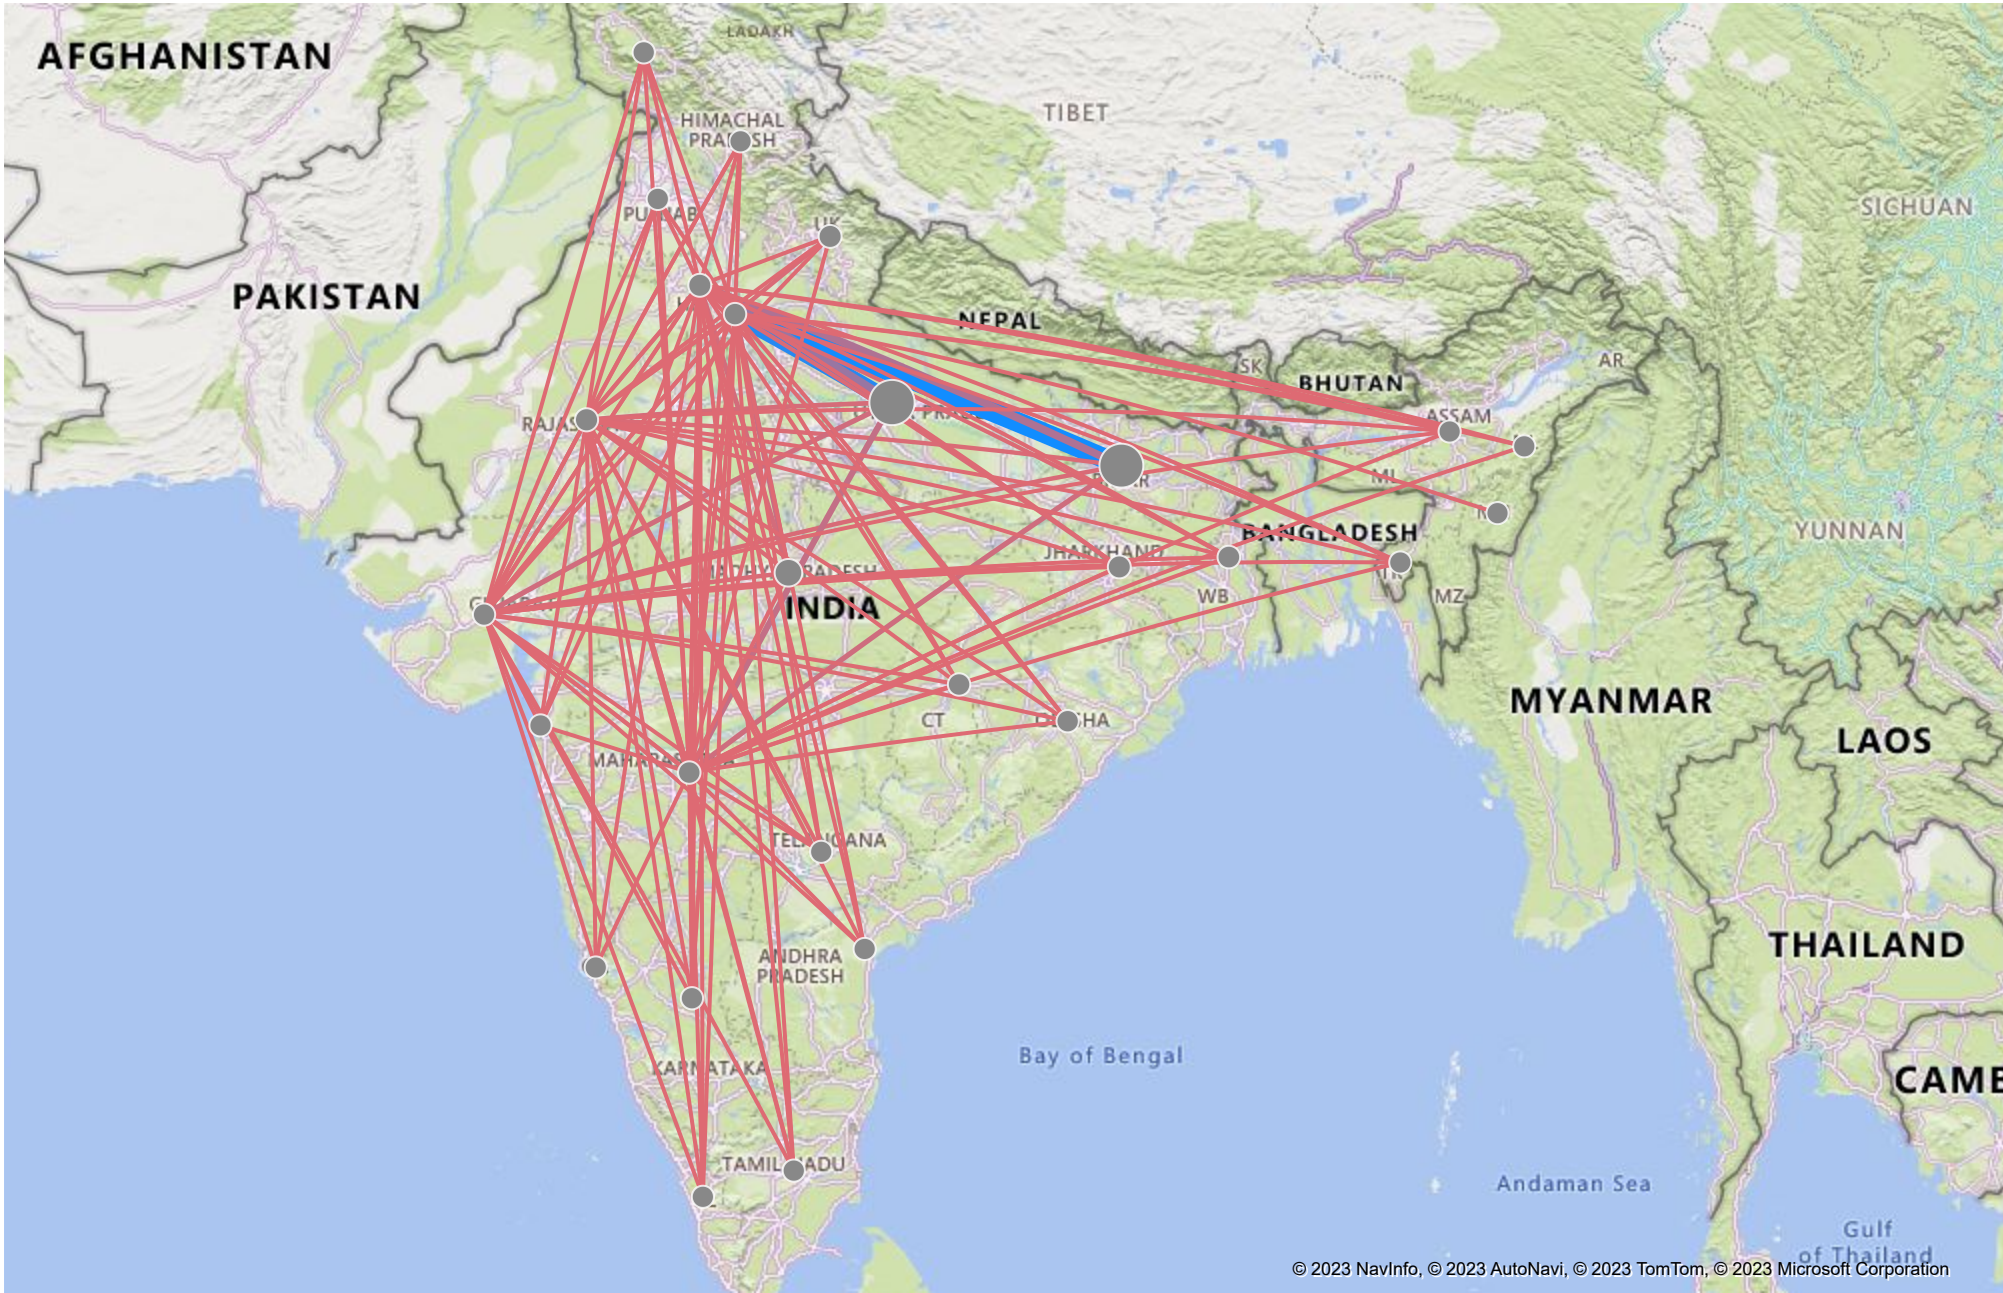 LADAKH
AFGHANISTAN
TIBET
HIMACHAL
PRADESH
SICHUAN
PUNJAB
UK
PAKISTAN
NEPAL
SK
AR
BHUTAN
ASSAM
ML
YUNNAN
BANGLADESH
JHARKHAND
INDIA
WB
MZ
MYANMAR
CT
LAOS
TELANGANA
THAILAND
ANDHRA
PRADESH
Bay of Bengal
KARNATAKA
CAMB
TAMIL NADU
Andaman Sea
Gulf
of Thailand
© 2023 NavInfo, © 2023 AutoNavi, © 2023 TomTom, © 2023 Microsoft Corporation